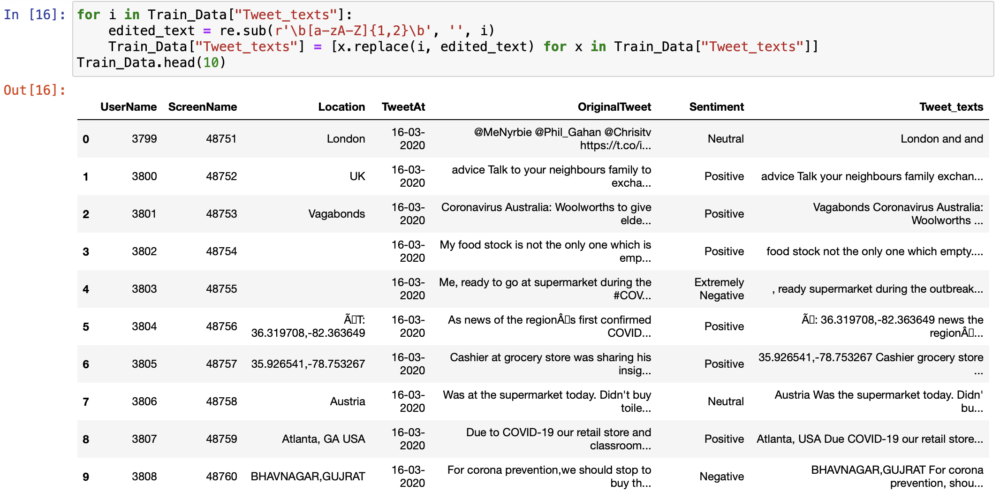 In [16]: for i in Train_Data["Tweet_texts"]:
    edited_text = re.sub(r'\b[a-zA-Z]{1,2}\b', '', i)
    Train_Data["Tweet_texts"] = [x.replace(i, edited_text) for x in Train_Data["Tweet_texts"]]
Train_Data.head(10)
Out[16]:
UserName ScreenName Location TweetAt OriginalTweet Sentiment Tweet_texts
0 3799 48751 London 16-03-2020 @MeNyrbie @Phil_Gahan @Chrisitv https://t.co/i... Neutral London and and
1 3800 48752 UK 16-03-2020 advice Talk to your neighbours family to excha... Positive advice Talk your neighbours family exchan...
2 3801 48753 Vagabonds 16-03-2020 Coronavirus Australia: Woolworths to give elde... Positive Vagabonds Coronavirus Australia: Woolworths ...
3 3802 48754 16-03-2020 My food stock is not the only one which is emp... Positive food stock not the only one which empty....
4 3803 48755 16-03-2020 Me, ready to go at supermarket during the #COV... Extremely Negative , ready supermarket during the outbreak...
5 3804 48756 Ã▯T: 36.319708,-82.363649 16-03-2020 As news of the regionÂ▯s first confirmed COVID... Positive Ã▯: 36.319708,-82.363649 news the regionÂ▯...
6 3805 48757 35.926541,-78.753267 16-03-2020 Cashier at grocery store was sharing his insig... Positive 35.926541,-78.753267 Cashier grocery store ...
7 3806 48758 Austria 16-03-2020 Was at the supermarket today. Didn't buy toile... Neutral Austria Was the supermarket today. Didn' bu...
8 3807 48759 Atlanta, GA USA 16-03-2020 Due to COVID-19 our retail store and classroom... Positive Atlanta, USA Due COVID-19 our retail store...
9 3808 48760 BHAVNAGAR,GUJRAT 16-03-2020 For corona prevention,we should stop to buy th... Negative BHAVNAGAR,GUJRAT For corona prevention, shou...